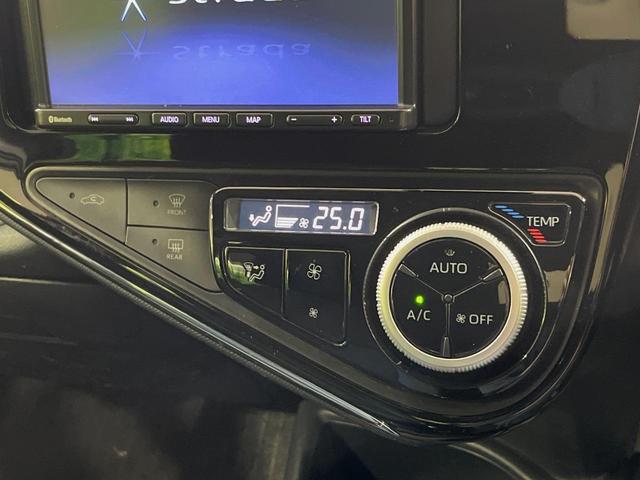 Strada
Bluetooth
AUDIO
MENU
MAP
TILT
FRONT
REAR
25.0
TEMP
AUTO
A/C
OFF